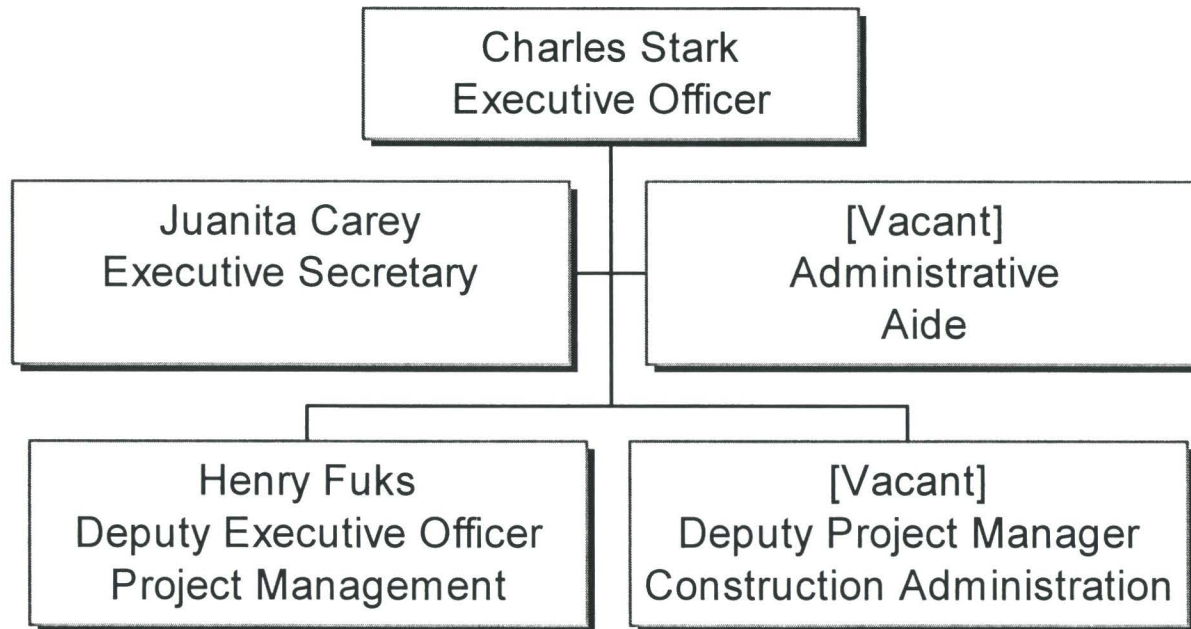 Charles Stark
Executive Officer
Juanita Carey
Executive Secretary
[Vacant]
Administrative
Aide
Henry Fuks
Deputy Executive Officer
Project Management
[Vacant]
Deputy Project Manager
Construction Administration